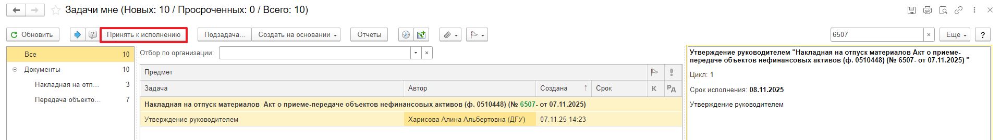 Задачи мне (Новых: 10 / Просроченных: 0 / Всего: 10)
Обновить Принять к исполнению Подзадача... Создать на основании Отчеты 6507 × Еще ?
Все 10
Документы 10
Накладная на отп... 3
Передача объекто... 7
Отбор по организации:
Предмет
Задача Автор Создана ↑ Срок К Рд
Накладная на отпуск материалов Акт о приеме-передаче объектов нефинансовых активов (ф. 0510448) (№ 6507- от 07.11.2025)
Утверждение руководителем Харисова Алина Альбертовна (ДГУ) 07.11.25 14:23
Утверждение руководителем "Накладная на отпуск материалов Акт о приеме-
передаче объектов нефинансовых активов (ф. 0510448) (№ 6507- от 07.11.2025) "
Цикл: 1
Срок исполнения: 08.11.2025
Утверждение руководителем